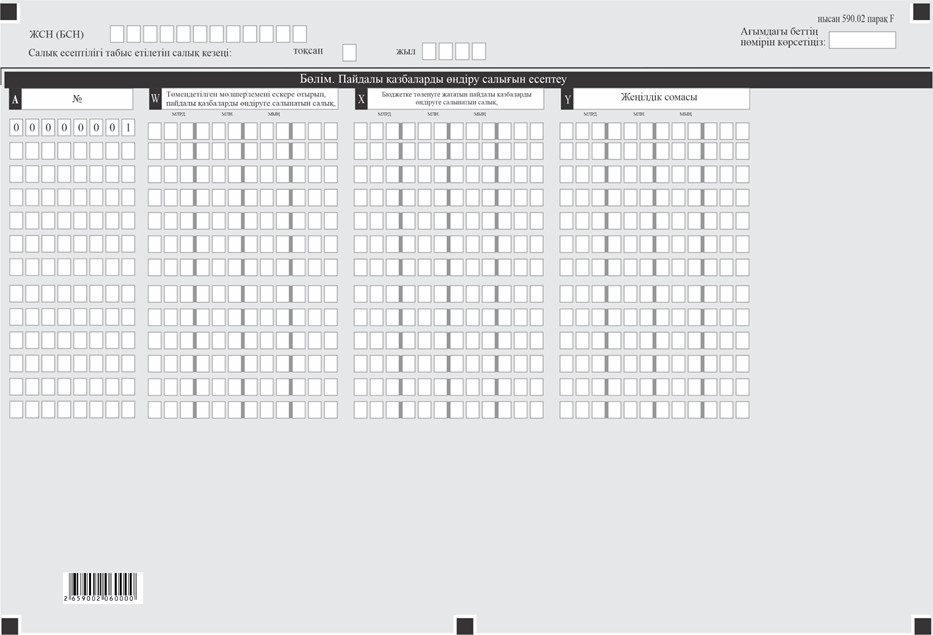 нысан 590.02 парақ F
ЖСН (БСН)
Ағымдағы беттің
нөмірін көрсетіңіз:
Салық есептілігі табыс етілетін салық кезеңі:
тоқсан
жыл
Бөлім. Пайдалы қазбаларды өндіру салығын есептеу
A
№
W
Төмендетілген мөлшерлемені ескере отырып,
пайдалы қазбаларды өндіруге салынатын салық,
X
Бюджетке төленуге жататын пайдалы қазбаларды
өндіруге салынатын салық,
Y
Жеңілдік сомасы
млрд млн мың
млрд млн мың
млрд млн мың
0 0 0 0 0 0 0 1
2 659002 060000